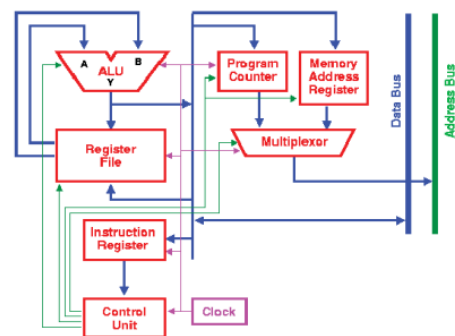 A
ALU
B
Y
Program
Counter
Memory
Address
Register
Register
File
Multiplexor
Instruction
Register
Control
Unit
Clock
Data Bus
Address Bus